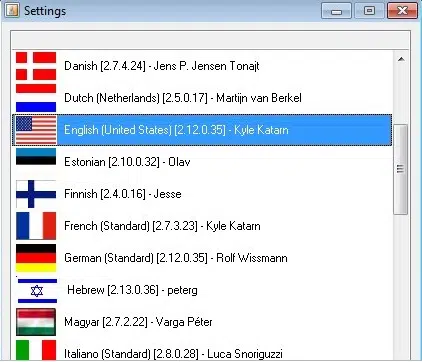 Settings
Danish [2.7.4.24] - Jens P. Jensen Tonajt
Dutch (Netherlands) [2.5.0.17] - Martijn van Berkel
English (United States) [2.12.0.35] - Kyle Katarn
Estonian [2.10.0.32] - Olav
Finnish [2.4.0.16] - Jesse
French (Standard) [2.7.3.23] - Kyle Katarn
German (Standard) [2.12.0.35] - Rolf Wissmann
Hebrew [2.13.0.36] - peterg
Magyar [2.7.2.22] - Varga Péter
Italiano (Standard) [2.8.0.28] - Luca Snoriguzzi